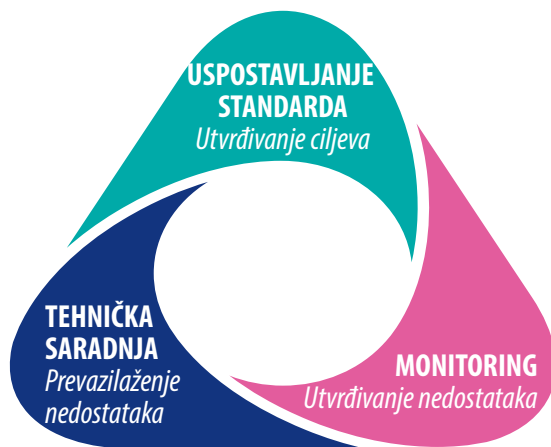 USPOSTAVLJANJE
STANDARDA
Utvrđivanje ciljeva
TEHNIČKA
SARADNJA
Prevazilaženje
nedostataka
MONITORING
Utvrđivanje nedostataka